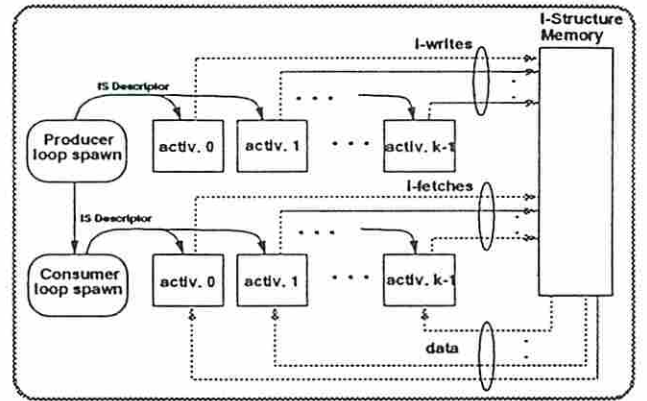 I-Structure
Memory
I-writes
IS Descriptor
. . .
Producer
loop spawn
activ. 0
activ. 1
. . .
activ. k-1
I-fetches
IS Descriptor
. . .
Consumer
loop spawn
activ. 0
activ. 1
. . .
activ. k-1
data